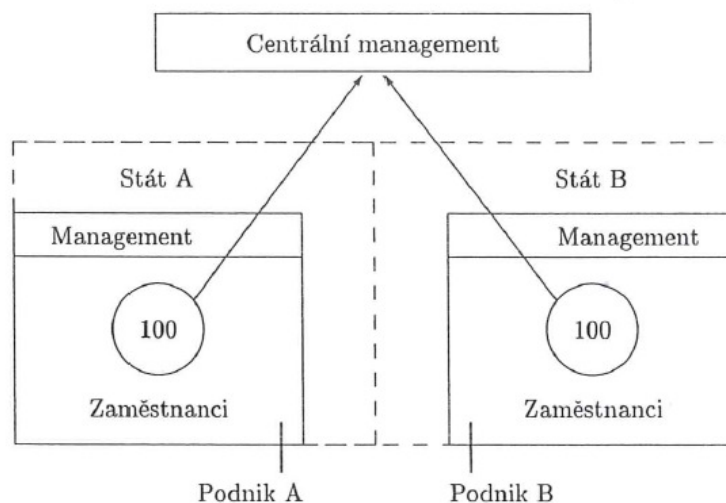 Centrální management
Stát A
Stát B
Management
Management
100
100
Zaměstnanci
Zaměstnanci
Podnik A
Podnik B